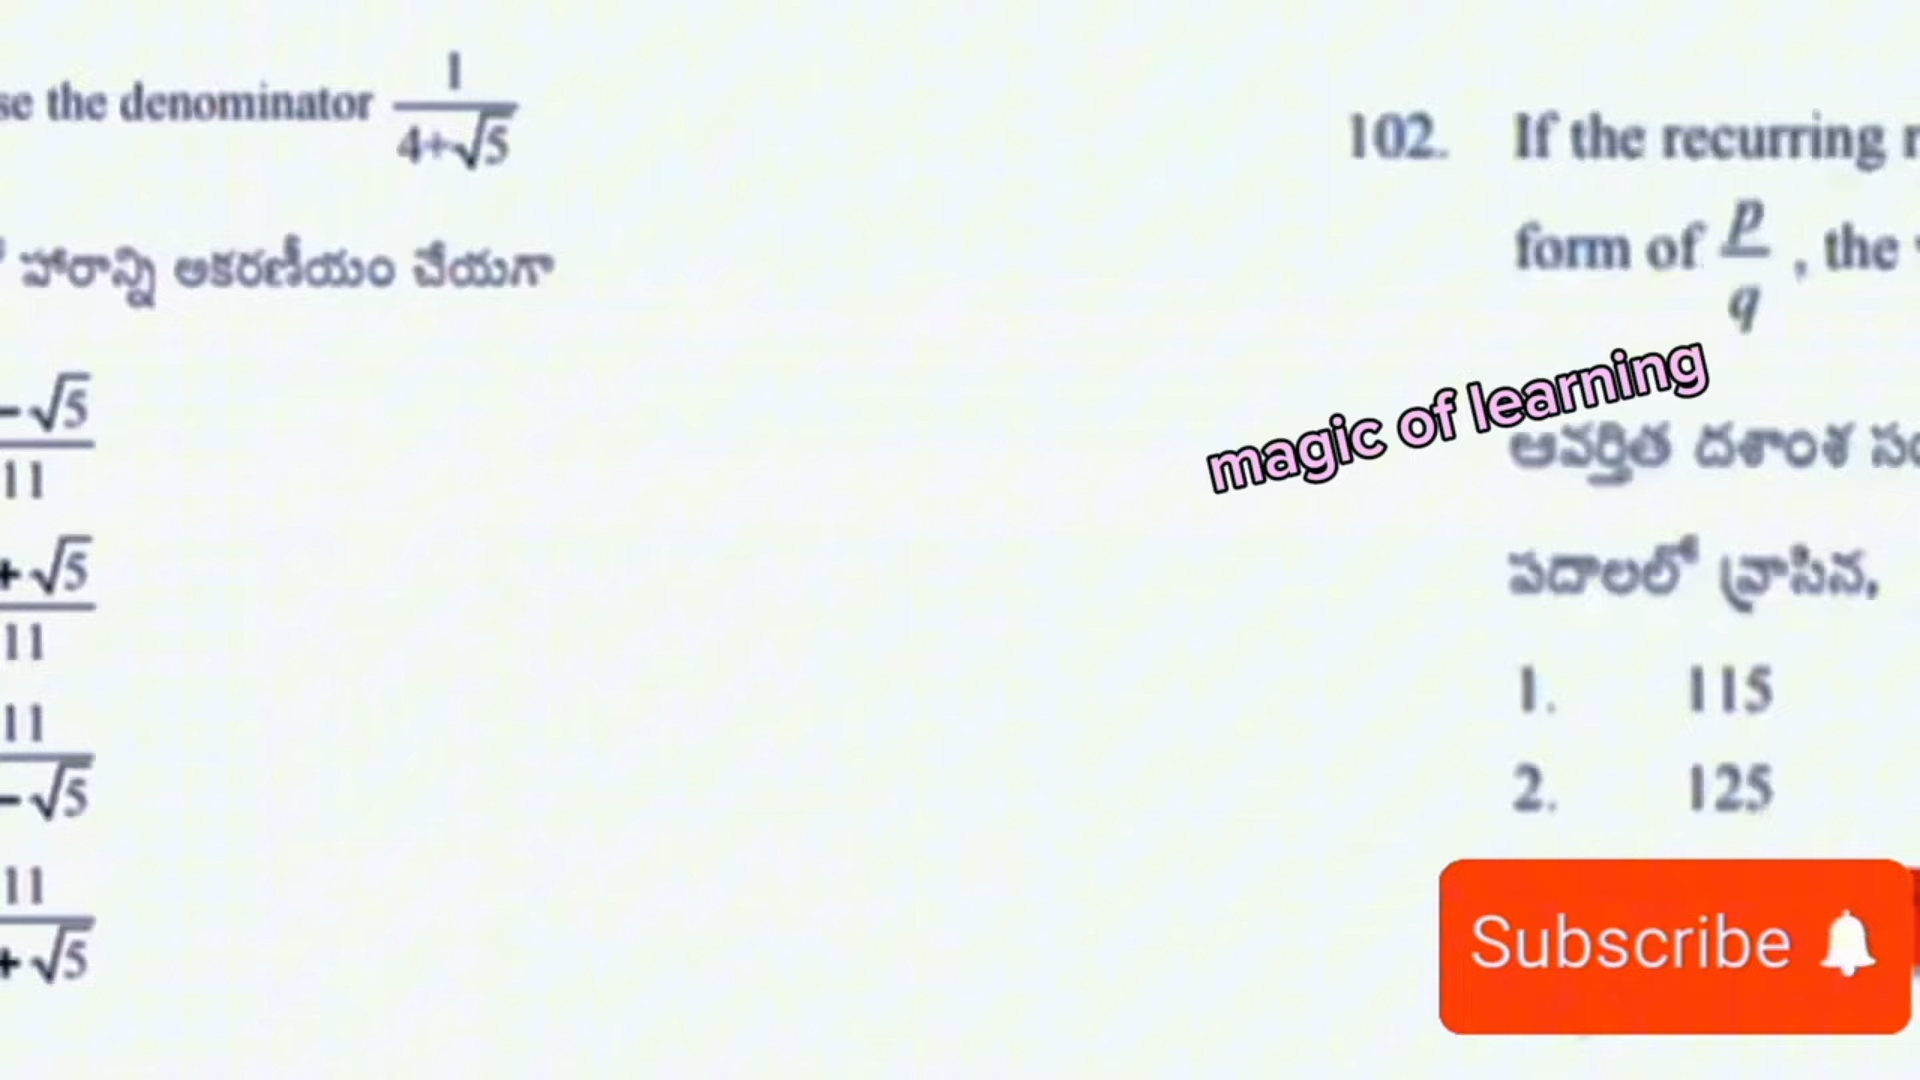 se the denominator 1/(4+√5)
హారాన్ని అకరణీయం చేయగా
-√5
11
+√5
11
11
-√5
11
+√5
102. If the recurring
form of p/q , the
magic of learning
ఆవర్తిత దశాంశ
పదాలలో వ్రాసిన,
1. 115
2. 125
Subscribe